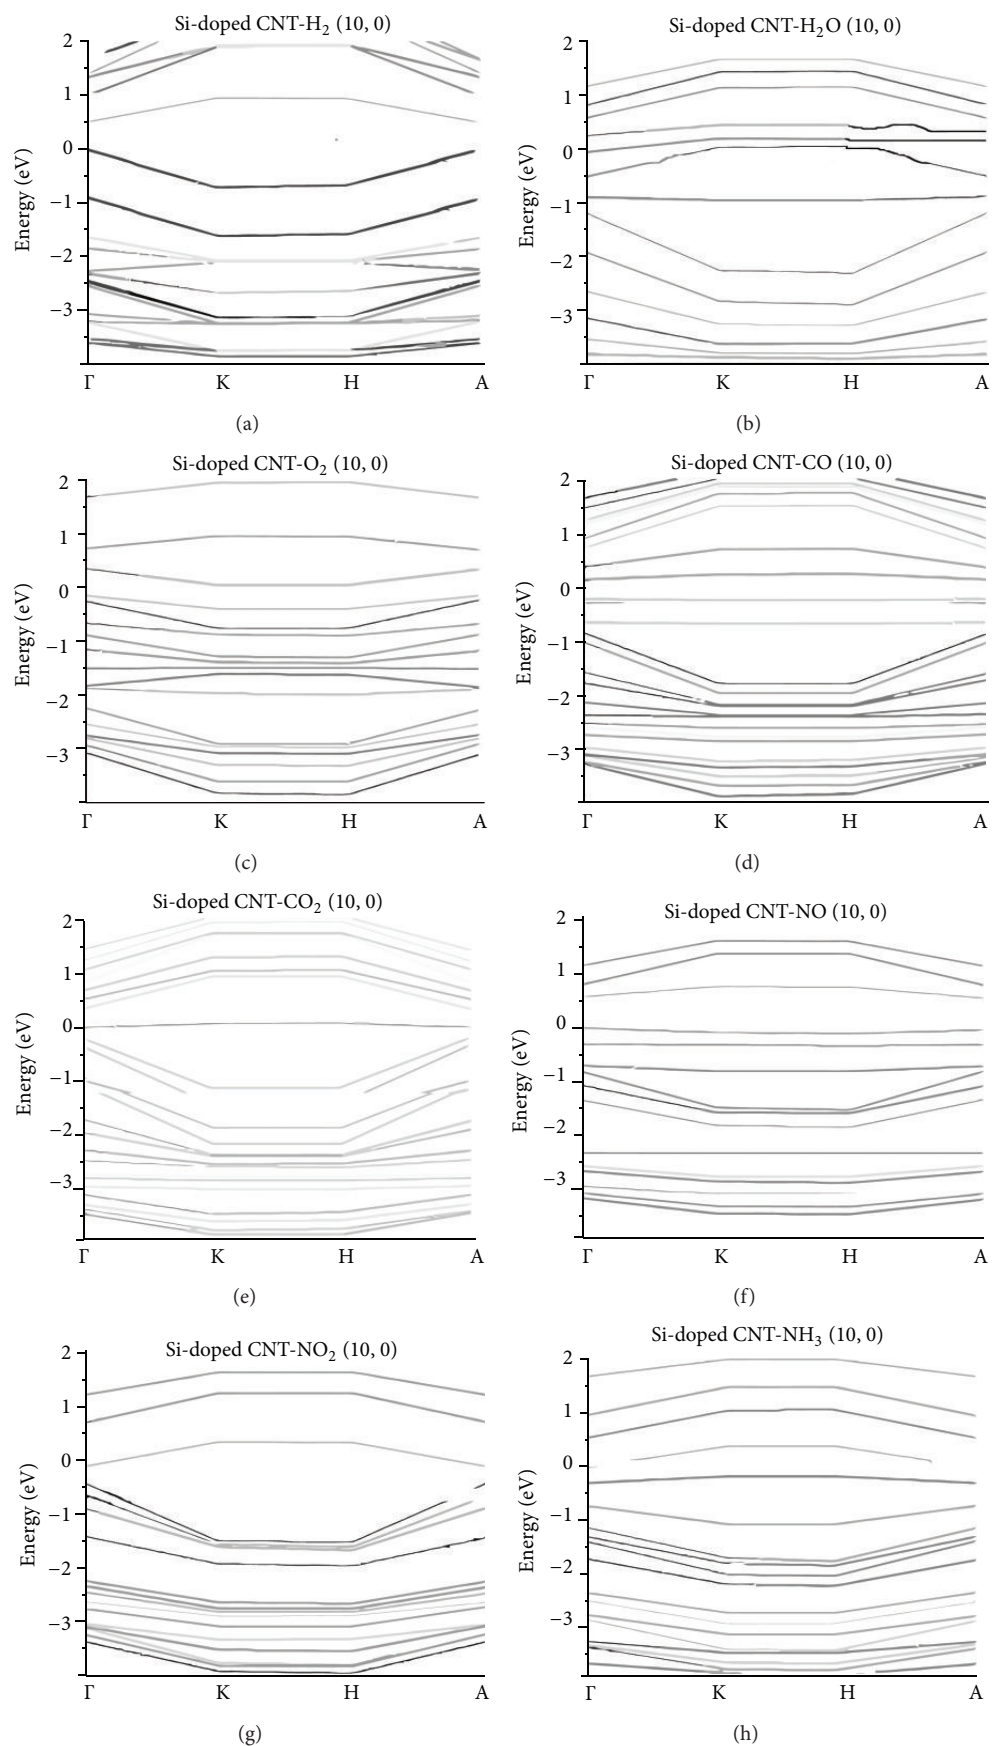 Si-doped CNT-H₂ (10, 0)
2
1
0
−1
−2
−3
Energy (eV)
Γ K H A
(a)
Si-doped CNT-H₂O (10, 0)
2
1
0
−1
−2
−3
Energy (eV)
Γ K H A
(b)
Si-doped CNT-O₂ (10, 0)
2
1
0
−1
−2
−3
Energy (eV)
Γ K H A
(c)
Si-doped CNT-CO (10, 0)
2
1
0
−1
−2
−3
Energy (eV)
Γ K H A
(d)
Si-doped CNT-CO₂ (10, 0)
2
1
0
−1
−2
−3
Energy (eV)
Γ K H A
(e)
Si-doped CNT-NO (10, 0)
2
1
0
−1
−2
−3
Energy (eV)
Γ K H A
(f)
Si-doped CNT-NO₂ (10, 0)
2
1
0
−1
−2
−3
Energy (eV)
Γ K H A
(g)
Si-doped CNT-NH₃ (10, 0)
2
1
0
−1
−2
−3
Energy (eV)
Γ K H A
(h)